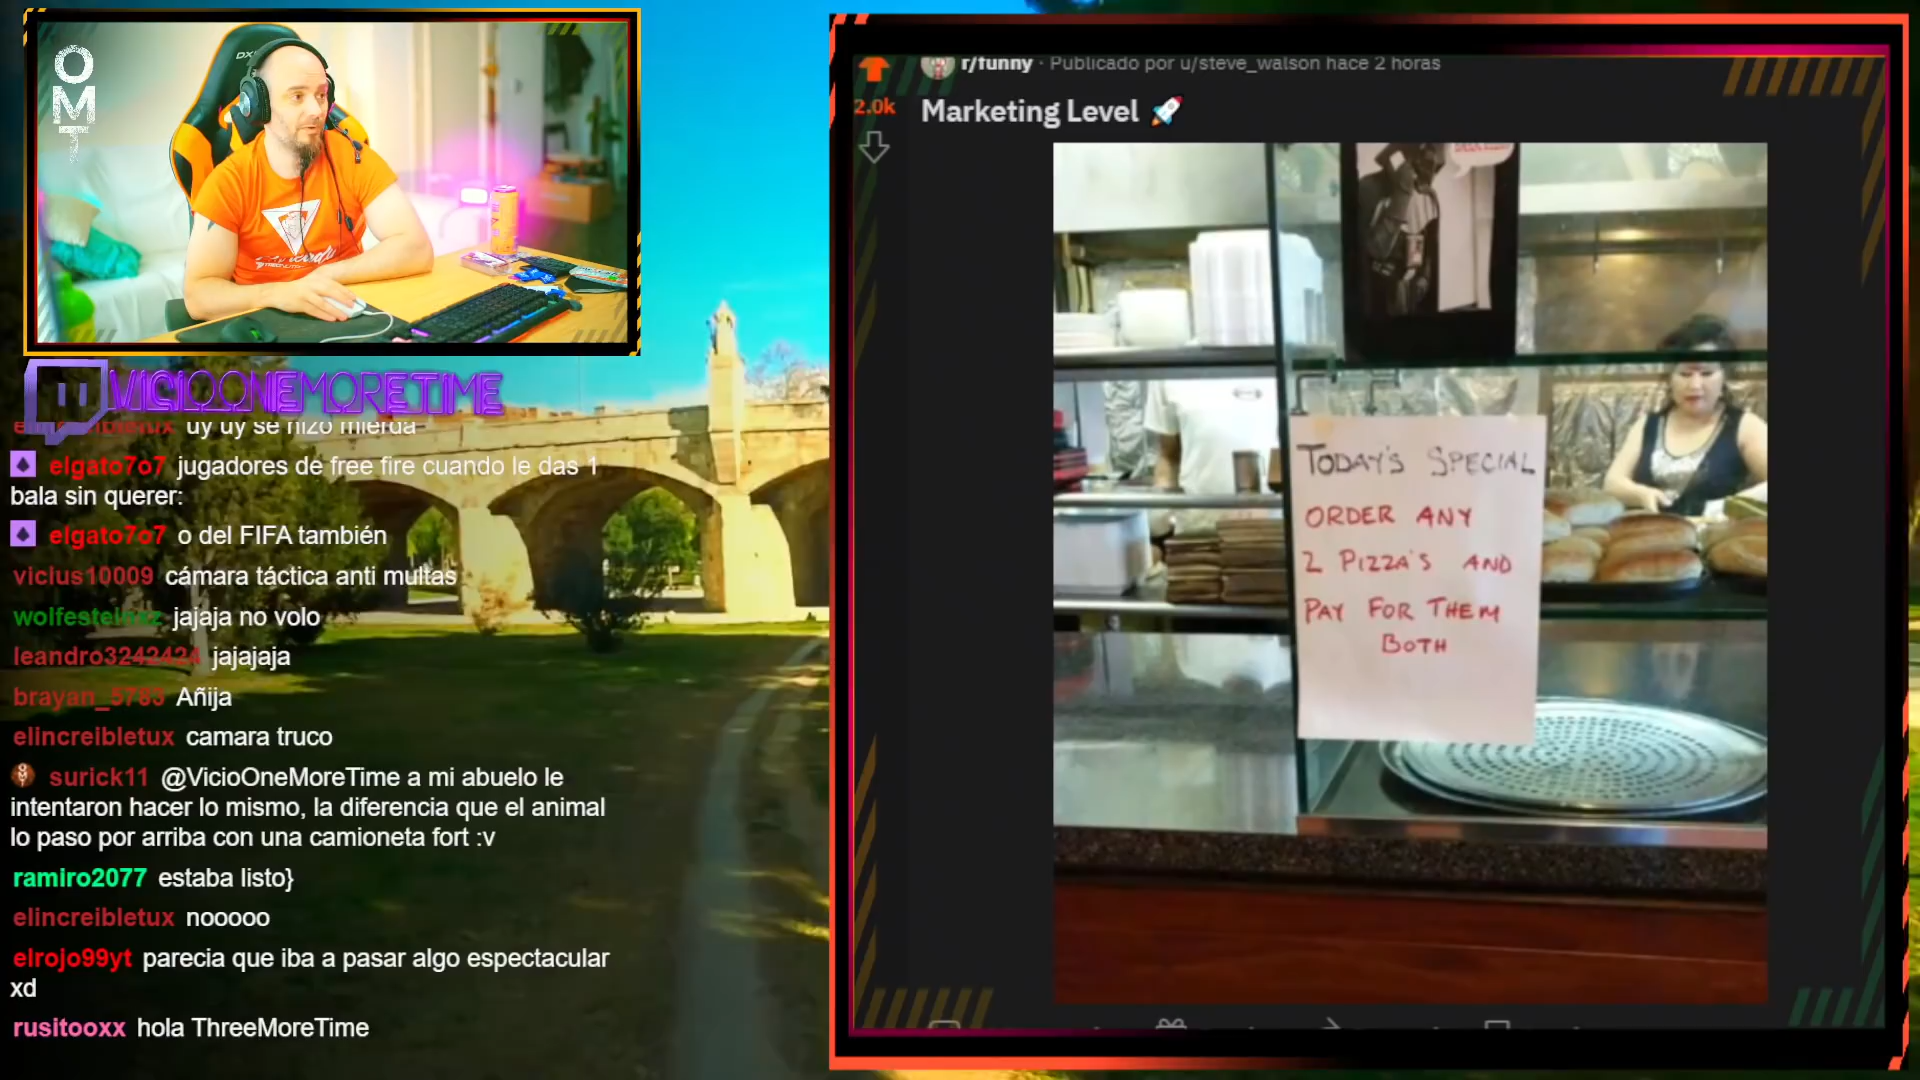 OMT
VICIOONEMORETIME
elincreibletux uy uy se hizo mierda
elgato7o7 jugadores de free fire cuando le das 1
bala sin querer:
elgato7o7 o del FIFA también
vicius10009 cámara táctica anti multas
wolfesteinxz jajaja no volo
leandro3242424 jajajaja
brayan_5783 Añija
elincreibletux camara truco
surick11 @VicioOneMoreTime a mi abuelo le
intentaron hacer lo mismo, la diferencia que el animal
lo paso por arriba con una camioneta fort :v
ramiro2077 estaba listo}
elincreibletux nooooo
elrojo99yt parecia que iba a pasar algo espectacular
xd
rusitooxx hola ThreeMoreTime
r/funny · Publicado por u/steve_walson hace 2 horas
2.0k
Marketing Level 🚀
TODAY'S SPECIAL
ORDER ANY
2 PIZZA'S AND
PAY FOR THEM
BOTH